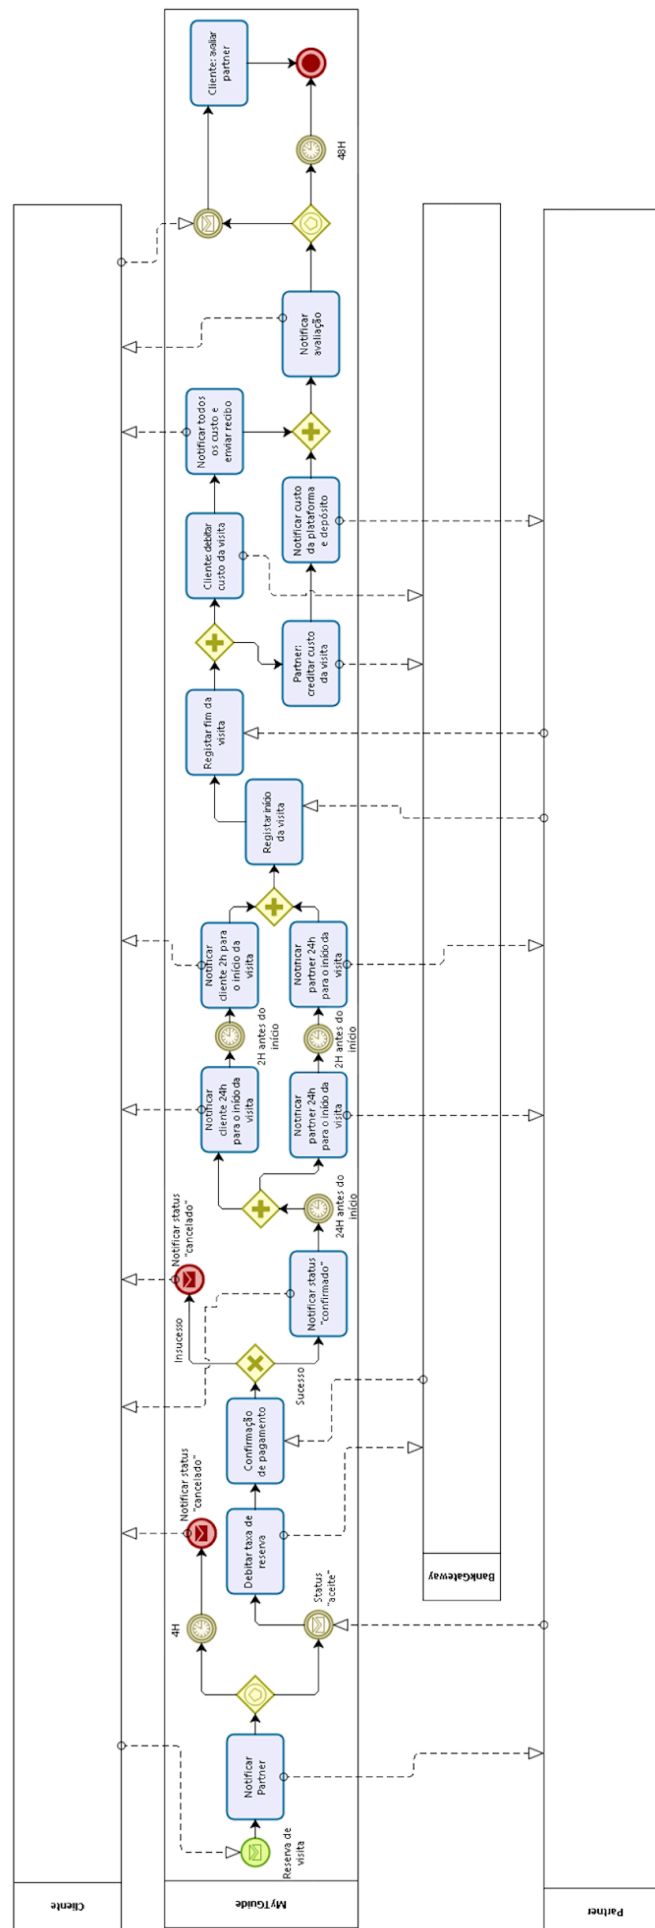 Cliente
MyTGuide
BankGateway
Partner
Reserva de
visita
Notificar
Partner
4H
Notificar status
"cancelado"
Status
"aceite"
Debitar taxa de
reserva
Confirmação
de pagamento
Insucesso
Sucesso
Notificar status
"cancelado"
Notificar status
"confirmado"
24H antes do
início
Notificar
cliente 24h
para o início da
visita
Notificar
partner 24h
para o início da
visita
2H antes do
início
2H antes do
início
Notificar
cliente 2h para
o início da
visita
Notificar
partner 24h
para o início da
visita
Registar início
da visita
Registar fim da
visita
Cliente: debitar
custo da visita
Partner:
creditar custo
da visita
Notificar todos
os custo e
enviar recibo
Notificar custo
da plataforma
e depósito
Notificar
avaliação
48H
Cliente: avaliar
partner